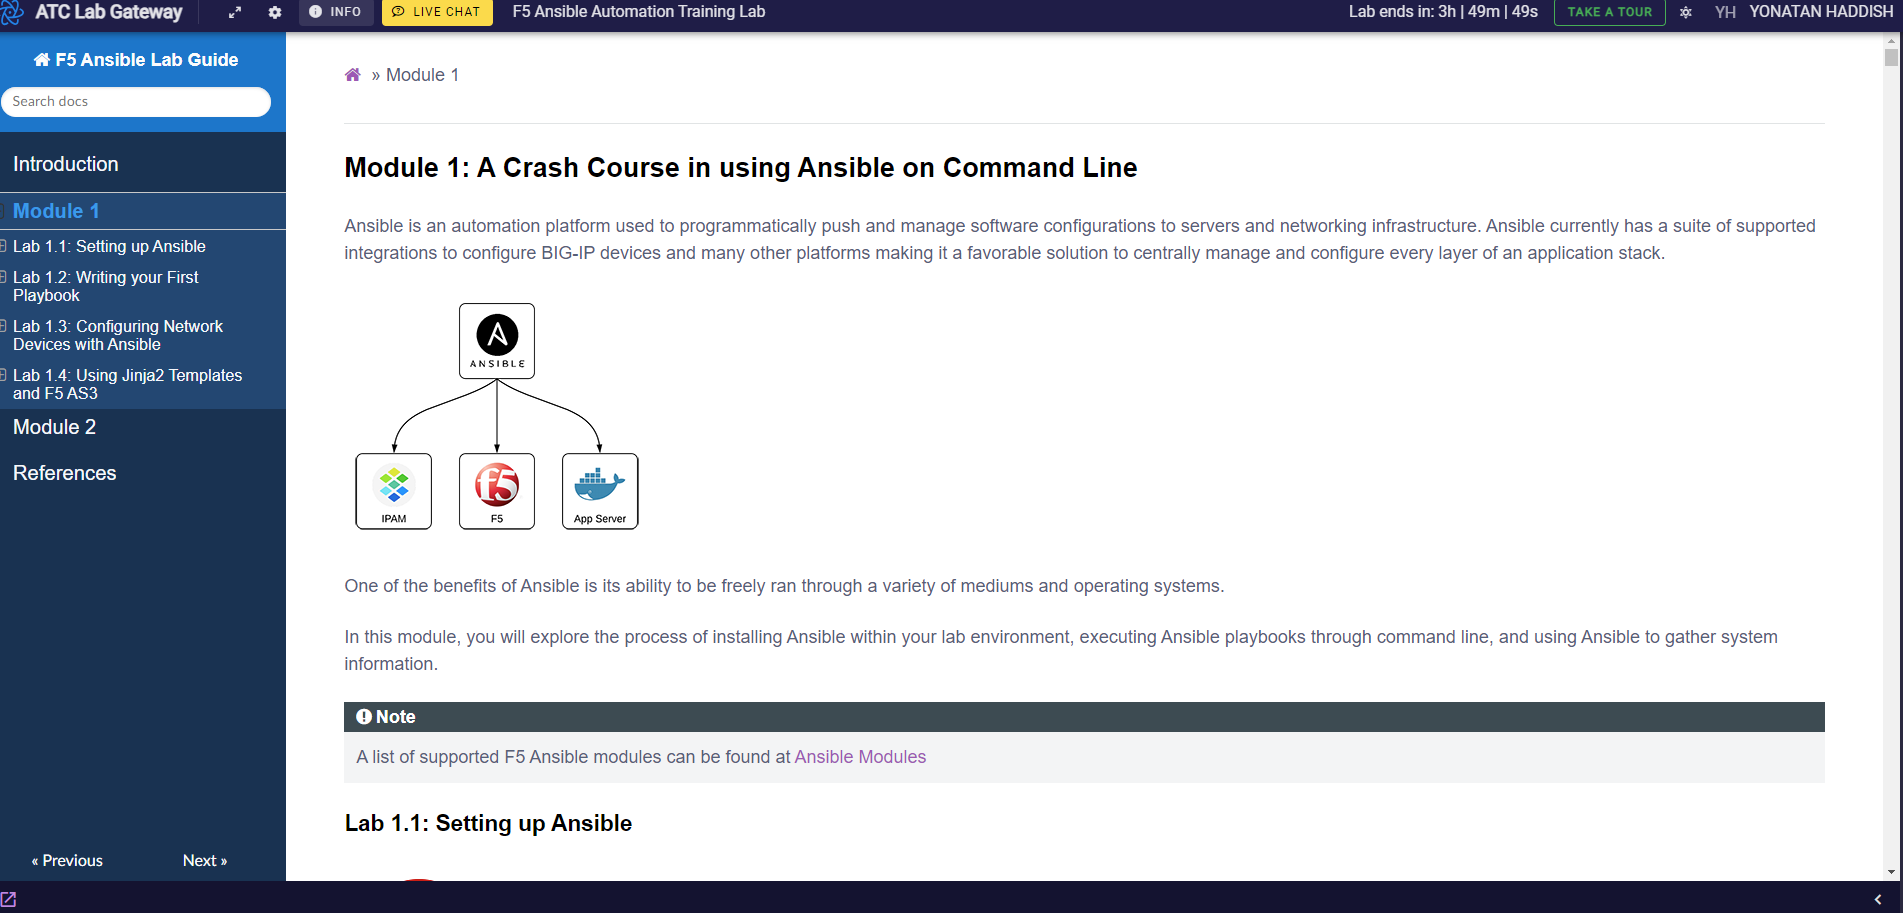 ATC Lab Gateway
INFO
LIVE CHAT
F5 Ansible Automation Training Lab
Lab ends in: 3h | 49m | 49s
TAKE A TOUR
YH
YONATAN HADDISH
F5 Ansible Lab Guide
Search docs
Introduction
Module 1
Lab 1.1: Setting up Ansible
Lab 1.2: Writing your First
Playbook
Lab 1.3: Configuring Network
Devices with Ansible
Lab 1.4: Using Jinja2 Templates
and F5 AS3
Module 2
References
« Previous
Next »
» Module 1
Module 1: A Crash Course in using Ansible on Command Line
Ansible is an automation platform used to programmatically push and manage software configurations to servers and networking infrastructure. Ansible currently has a suite of supported
integrations to configure BIG-IP devices and many other platforms making it a favorable solution to centrally manage and configure every layer of an application stack.
ANSIBLE
IPAM
f5
F5
App Server
One of the benefits of Ansible is its ability to be freely ran through a variety of mediums and operating systems.
In this module, you will explore the process of installing Ansible within your lab environment, executing Ansible playbooks through command line, and using Ansible to gather system
information.
Note
A list of supported F5 Ansible modules can be found at Ansible Modules
Lab 1.1: Setting up Ansible